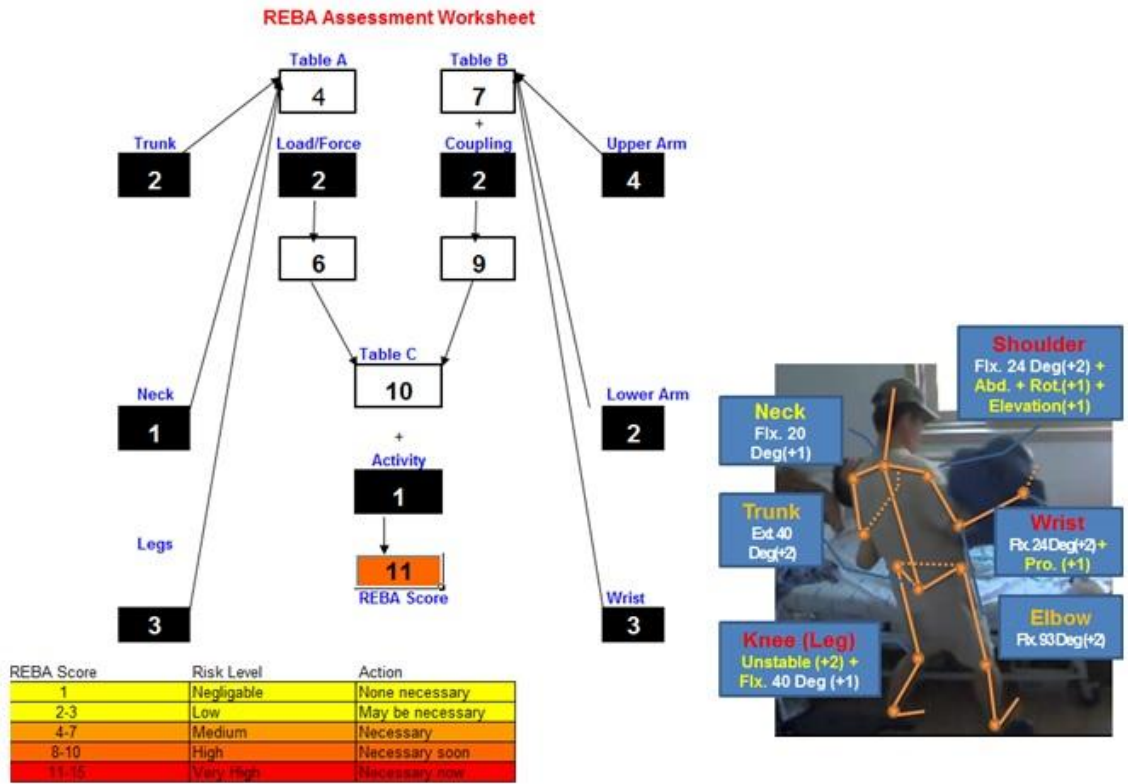 REBA Assessment Worksheet
Table A
4
Table B
7
+
Trunk
2
Load/Force
2
Coupling
2
Upper Arm
4
6
9
Table C
10
+
Neck
1
Lower Arm
2
Activity
1
Legs
3
11
REBA Score
Wrist
3
REBA Score Risk Level Action
1 Negligable None necessary
2-3 Low May be necessary
4-7 Medium Necessary
8-10 High Necessary soon
11-15 Very High Necessary now
Shoulder
Flx. 24 Deg(+2) +
Abd. + Rot.(+1) +
Elevation(+1)
Neck
Flx. 20
Deg(+1)
Trunk
Ext 40
Deg(+2)
Wrist
Flx. 24 Deg(+2) +
Pro. (+1)
Elbow
Flx. 93 Deg(+2)
Knee (Leg)
Unstable (+2) +
Flx. 40 Deg (+1)